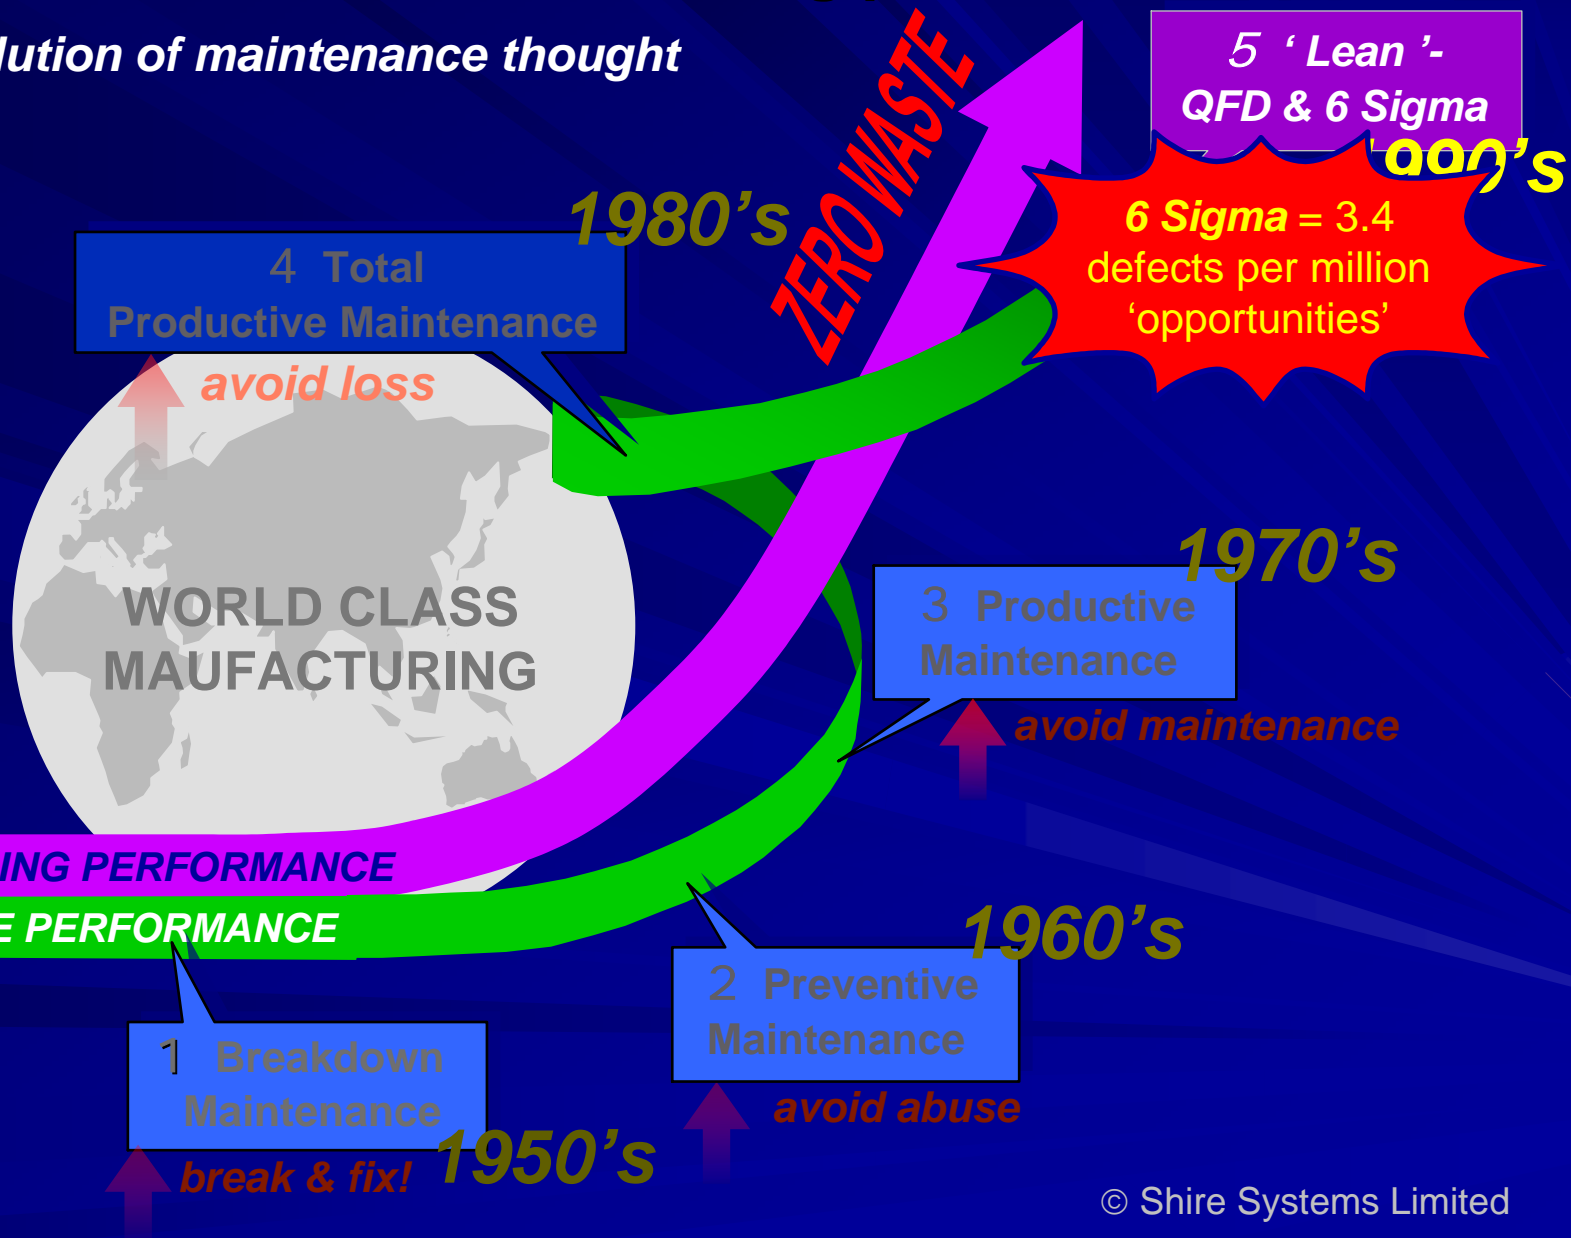 lution of maintenance thought
5 ‘ Lean ’-
QFD & 6 Sigma
990’s
6 Sigma = 3.4
defects per million
‘opportunities’
ZERO WASTE
1980’s
4 Total
Productive Maintenance
avoid loss
WORLD CLASS
MAUFACTURING
1970’s
3 Productive
Maintenance
avoid maintenance
ING PERFORMANCE
E PERFORMANCE
1960’s
2 Preventive
Maintenance
avoid abuse
1 Breakdown
Maintenance
1950’s
break & fix!
© Shire Systems Limited